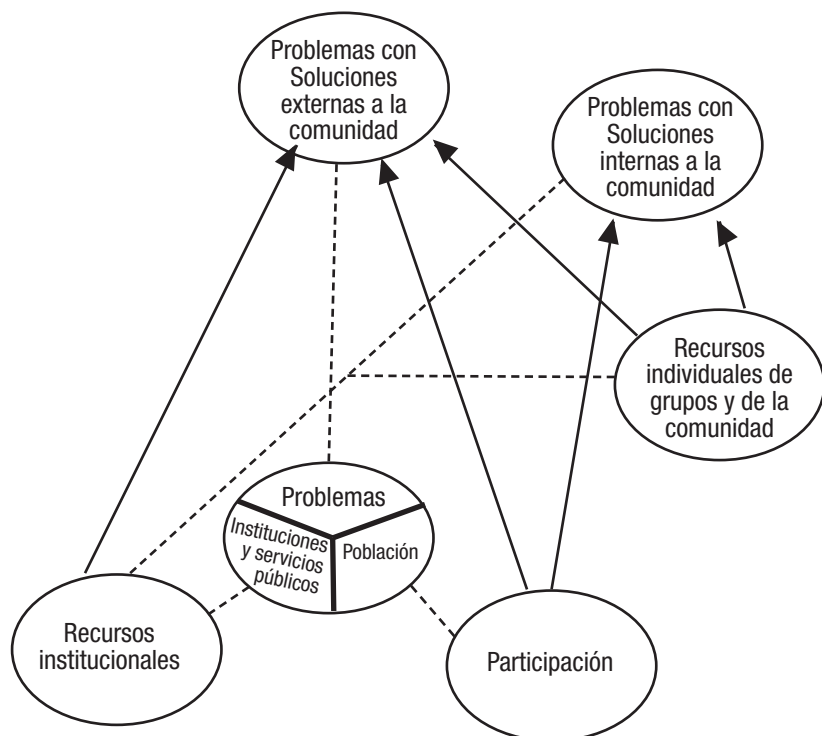 Problemas con
Soluciones
externas a la
comunidad
Problemas con
Soluciones
internas a la
comunidad
Recursos
individuales de
grupos y de la
comunidad
Problemas
Instituciones
y servicios
públicos
Población
Recursos
institucionales
Participación